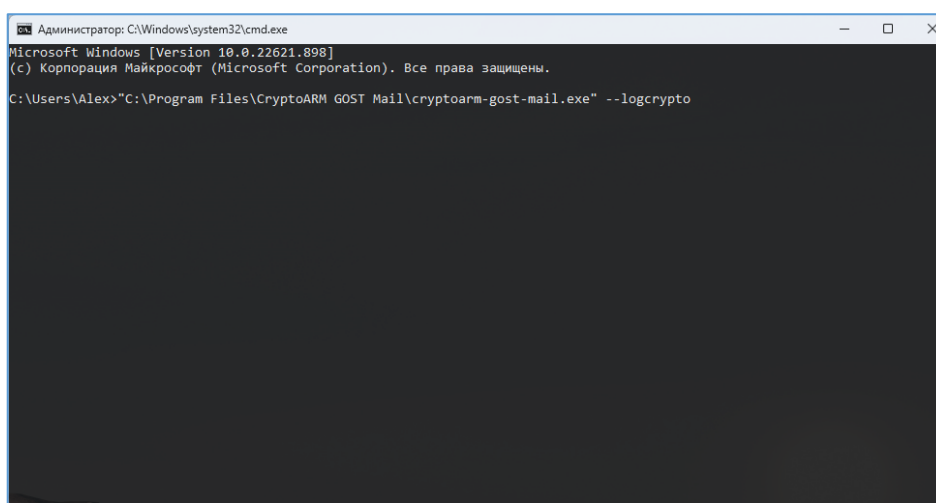 Администратор: C:\Windows\system32\cmd.exe
Microsoft Windows [Version 10.0.22621.898]
(c) Корпорация Майкрософт (Microsoft Corporation). Все права защищены.
C:\Users\Alex>"C:\Program Files\CryptoARM GOST Mail\cryptoarm-gost-mail.exe" --logcrypto